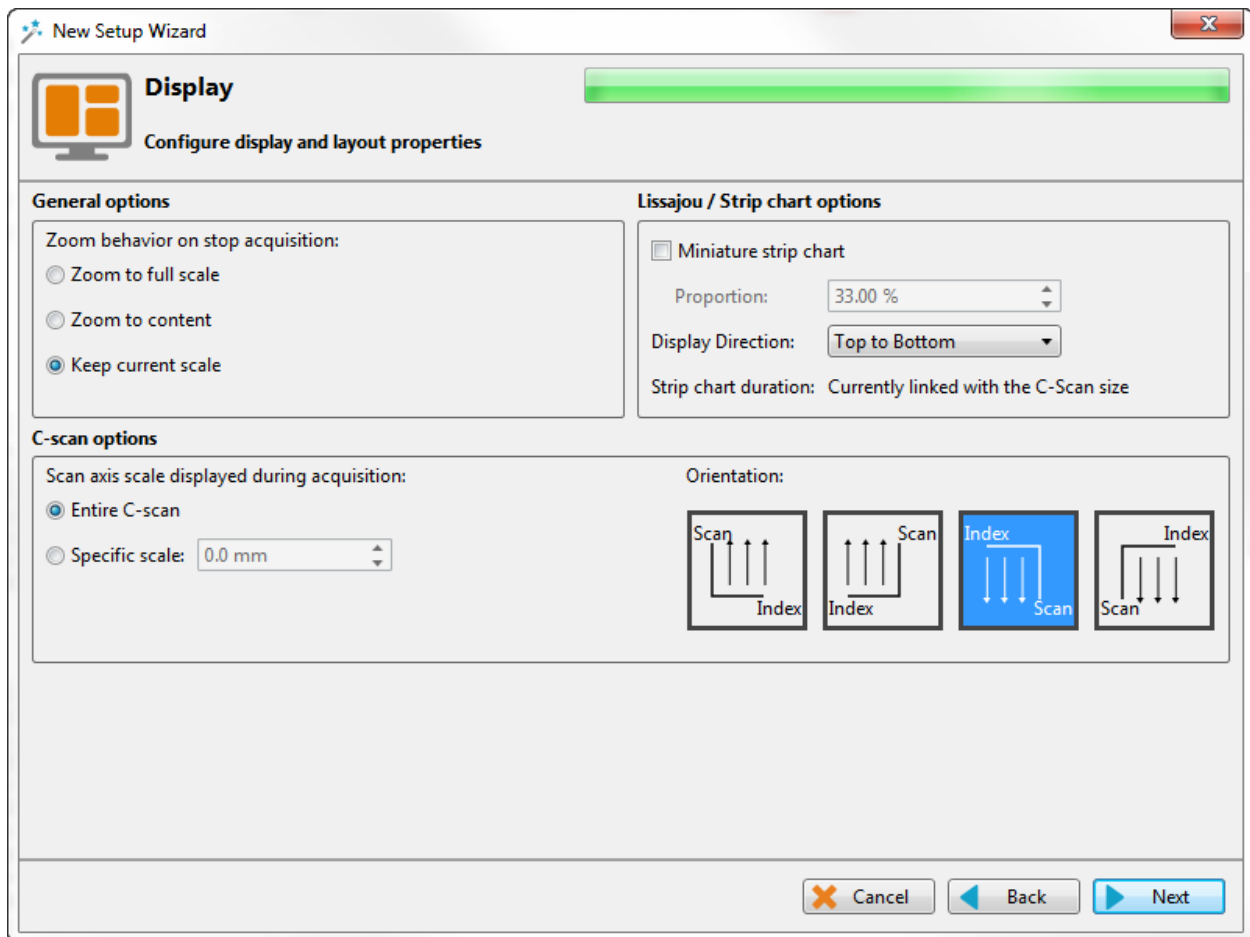 New Setup Wizard
Display
Configure display and layout properties
General options
Zoom behavior on stop acquisition:
Zoom to full scale
Zoom to content
Keep current scale
Lissajou / Strip chart options
Miniature strip chart
Proportion: 33.00 %
Display Direction: Top to Bottom
Strip chart duration: Currently linked with the C-Scan size
C-scan options
Scan axis scale displayed during acquisition:
Entire C-scan
Specific scale: 0.0 mm
Orientation:
Scan Scan Index Index
Index Index Scan Scan
Cancel Back Next